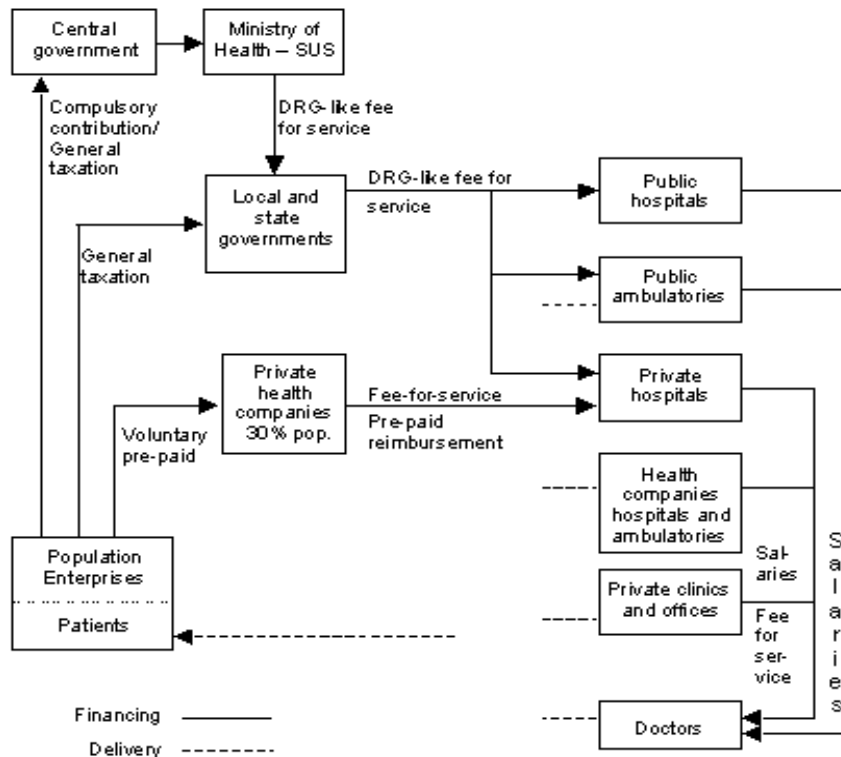 Central
government
Ministry of
Health – SUS
Compulsory
contribution/
General
taxation
DRG-like fee
for service
Local and
state
governments
DRG-like fee for
service
Public
hospitals
General
taxation
Public
ambulatories
Private
health
companies
30% pop.
Fee-for-service
Pre-paid
reimbursement
Private
hospitals
Voluntary
pre-paid
Health
companies
hospitals and
ambulatories
Population
Enterprises
Patients
Private clinics
and offices
Sal-
aries
Fee
for
ser-
vice
Salaries
Doctors
Financing
Delivery